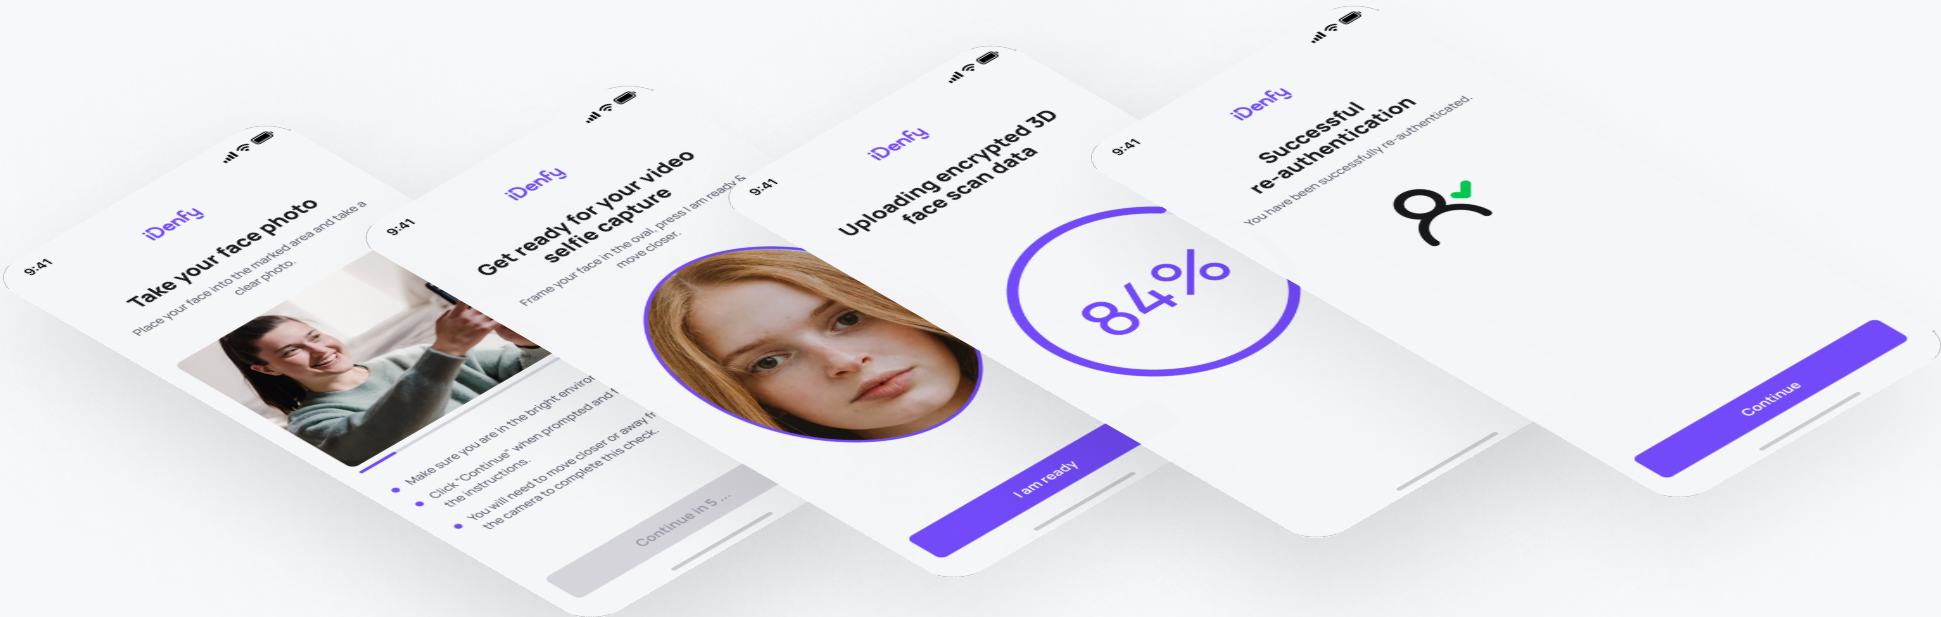 9:41
iDenfy
Take your face photo
Place your face into the marked area and take a
clear photo.
Make sure you are in the bright
Click "Continue" when prompted and
the instructions.
You will need to move closer or away
the camera to complete this check.
Continue in 5 ...
9:41
iDenfy
Get ready for your video
selfie capture
Frame your face in the oval, press I am ready &
move closer.
I am ready
9:41
iDenfy
Uploading encrypted 3D
face scan data
84%
9:41
iDenfy
Successful
re-authentication
You have been successfully re-authenticated.
Continue